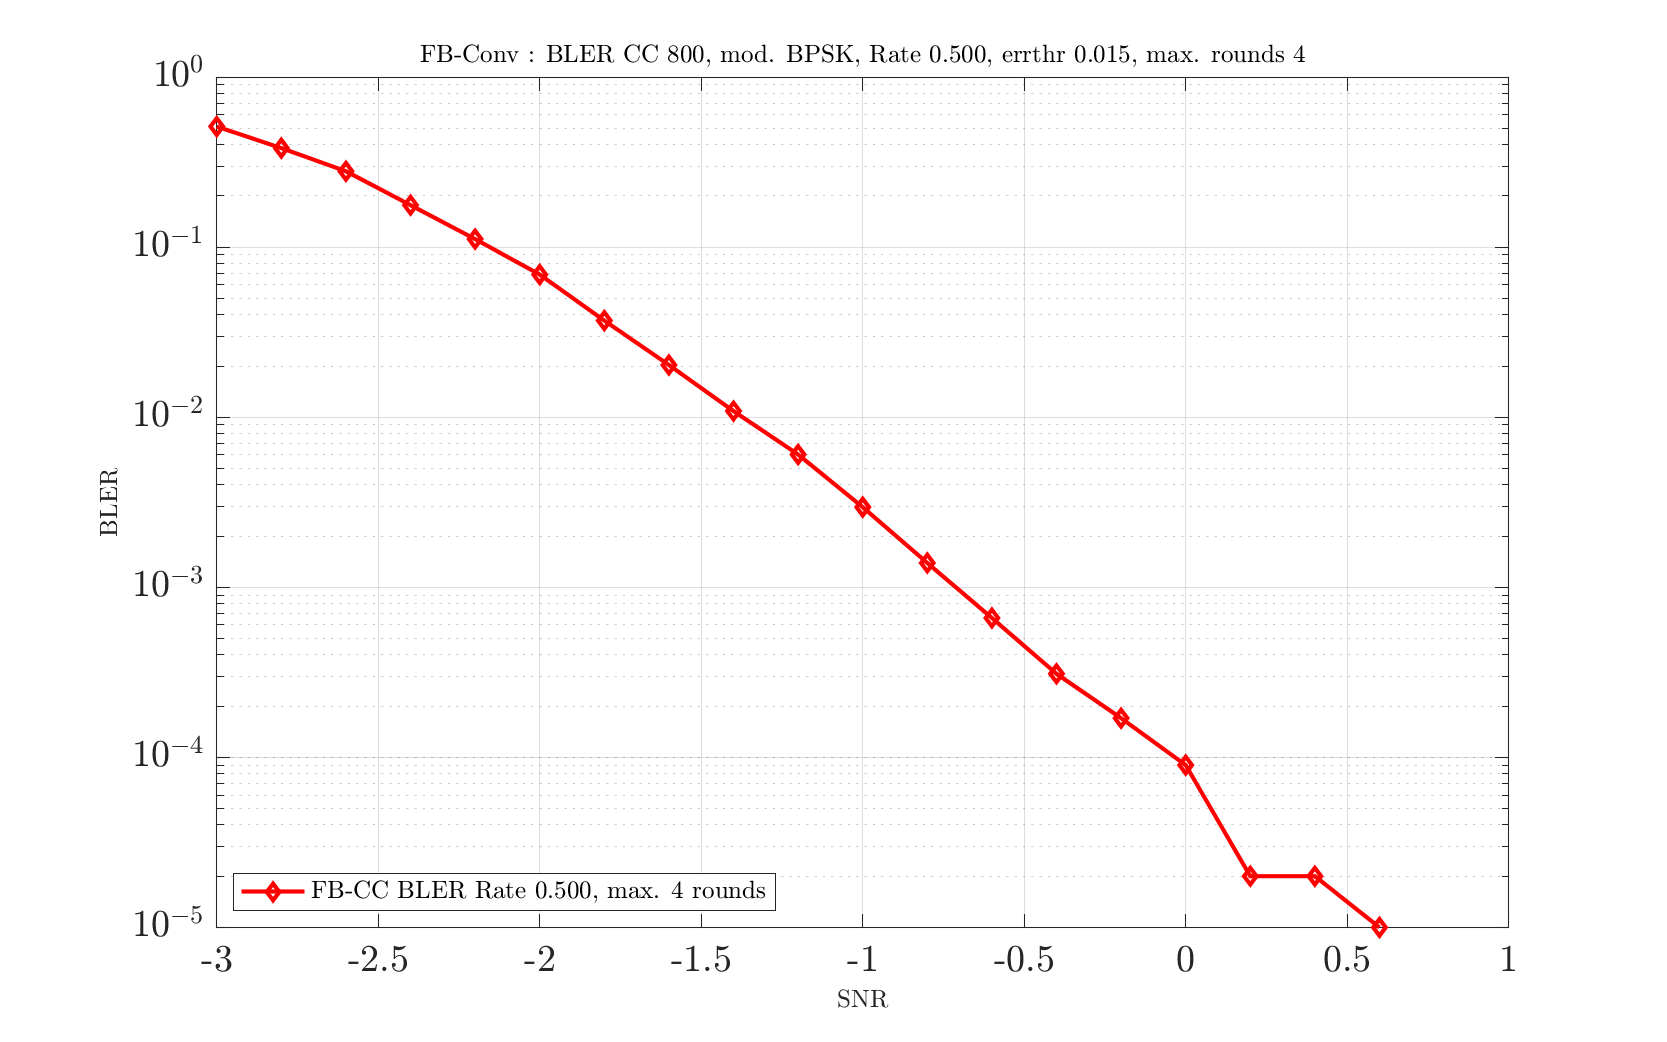 FB-Conv : BLER CC 800, mod. BPSK, Rate 0.500, errthr 0.015, max. rounds 4
10^0
10^{-1}
10^{-2}
10^{-3}
10^{-4}
10^{-5}
BLER
FB-CC BLER Rate 0.500, max. 4 rounds
-3 -2.5 -2 -1.5 -1 -0.5 0 0.5 1
SNR